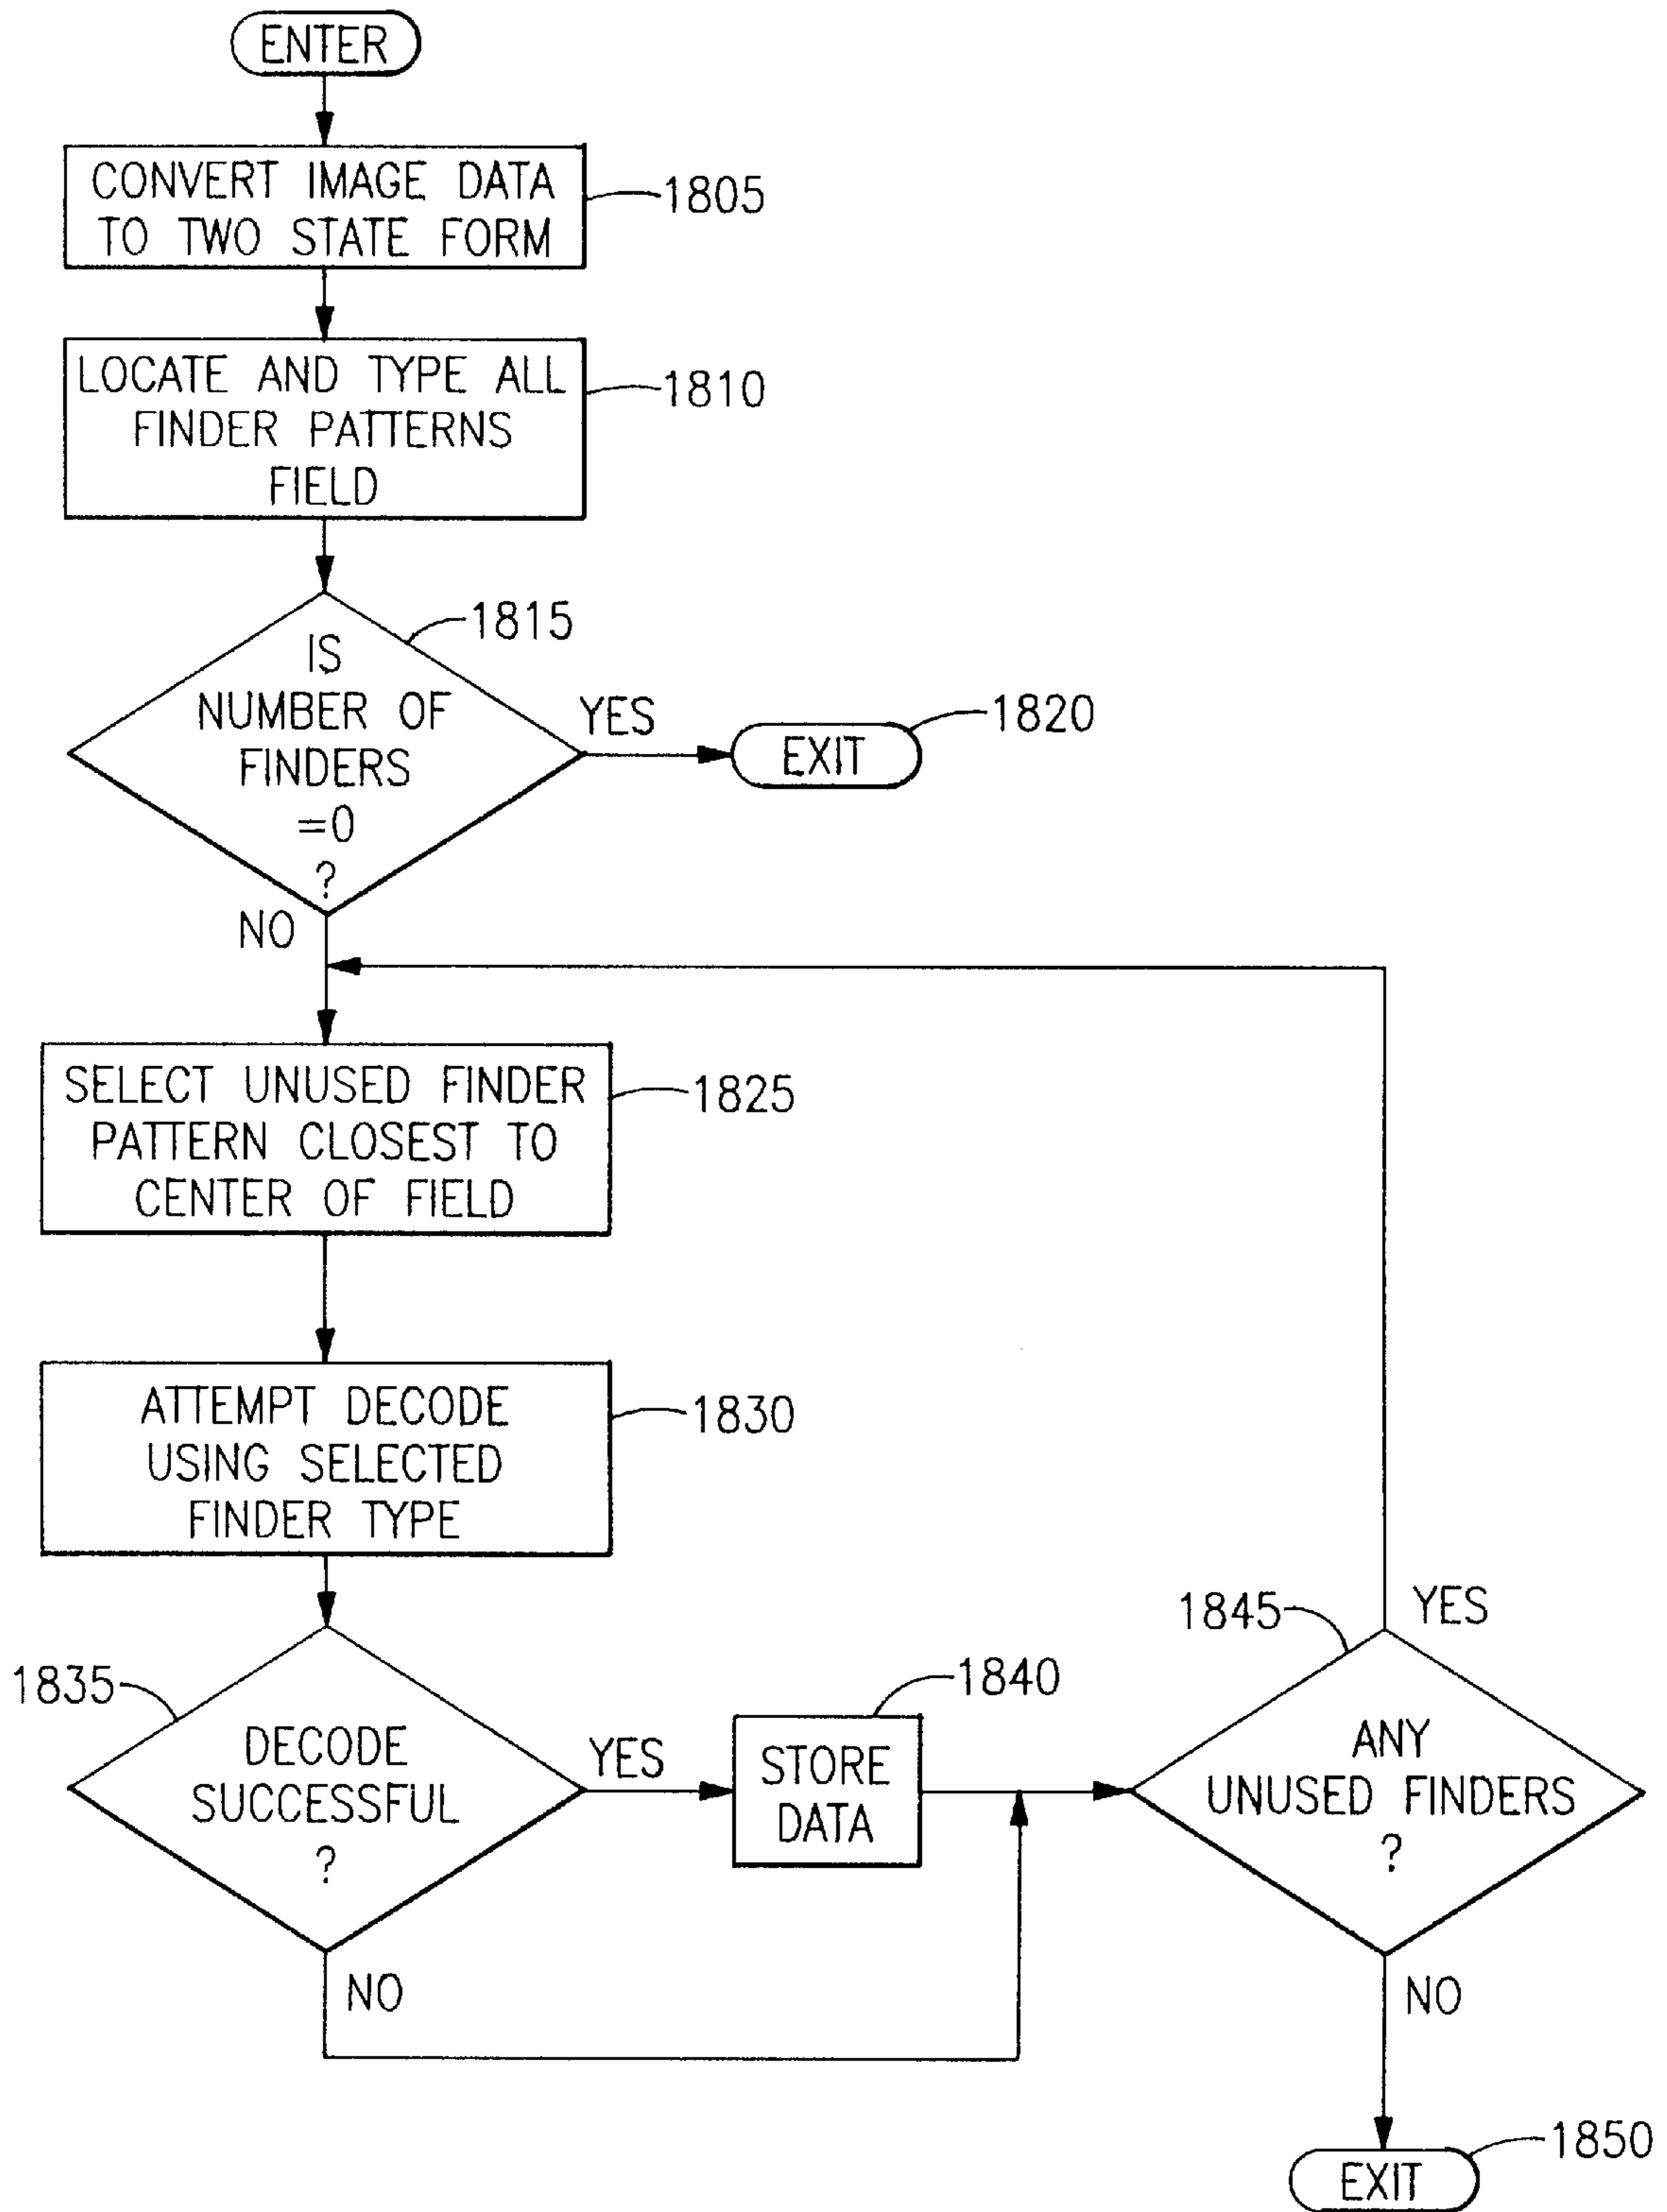 ENTER
CONVERT IMAGE DATA
TO TWO STATE FORM
1805
LOCATE AND TYPE ALL
FINDER PATTERNS
FIELD
1810
IS
NUMBER OF
FINDERS
=0
?
1815
YES
EXIT
1820
NO
SELECT UNUSED FINDER
PATTERN CLOSEST TO
CENTER OF FIELD
1825
ATTEMPT DECODE
USING SELECTED
FINDER TYPE
1830
1835
DECODE
SUCCESSFUL
?
YES
NO
STORE
DATA
1840
1845
YES
ANY
UNUSED FINDERS
?
NO
EXIT
1850